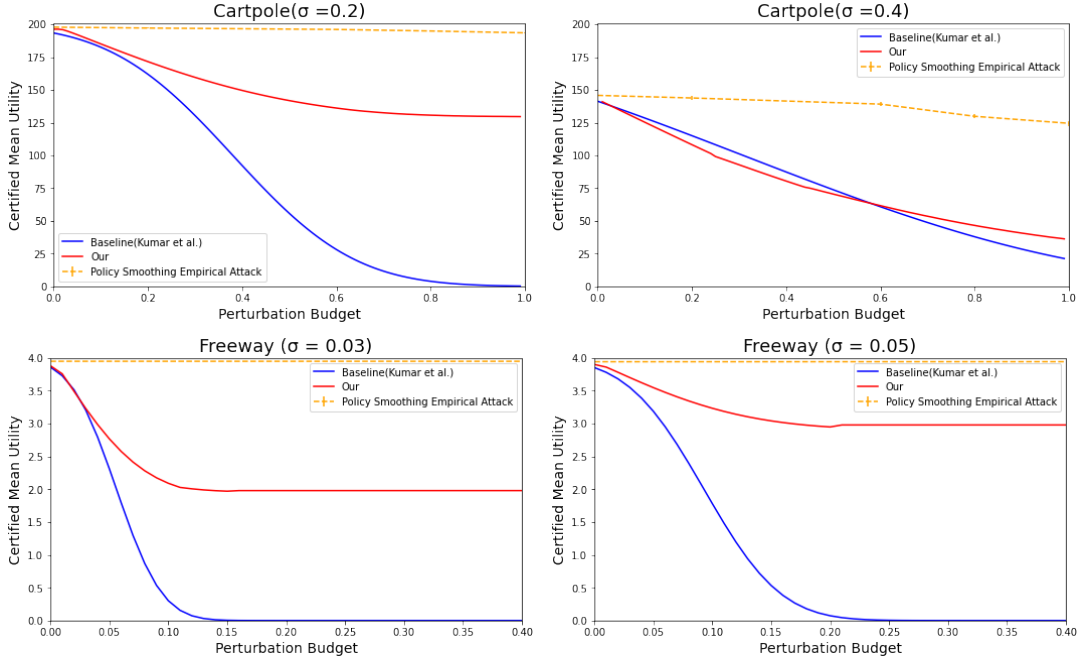 Cartpole(σ =0.2)
Certified Mean Utility
200
175
150
125
100
75
50
25
0
Baseline(Kumar et al.)
Our
Policy Smoothing Empirical Attack
0.0 0.2 0.4 0.6 0.8 1.0
Perturbation Budget
Cartpole(σ =0.4)
Certified Mean Utility
200
175
150
125
100
75
50
25
0
Baseline(Kumar et al.)
Our
Policy Smoothing Empirical Attack
0.0 0.2 0.4 0.6 0.8 1.0
Perturbation Budget
Freeway (σ = 0.03)
Certified Mean Utility
4.0
3.5
3.0
2.5
2.0
1.5
1.0
0.5
0.0
Baseline(Kumar et al.)
Our
Policy Smoothing Empirical Attack
0.00 0.05 0.10 0.15 0.20 0.25 0.30 0.35 0.40
Perturbation Budget
Freeway (σ = 0.05)
Certified Mean Utility
4.0
3.5
3.0
2.5
2.0
1.5
1.0
0.5
0.0
Baseline(Kumar et al.)
Our
Policy Smoothing Empirical Attack
0.00 0.05 0.10 0.15 0.20 0.25 0.30 0.35 0.40
Perturbation Budget